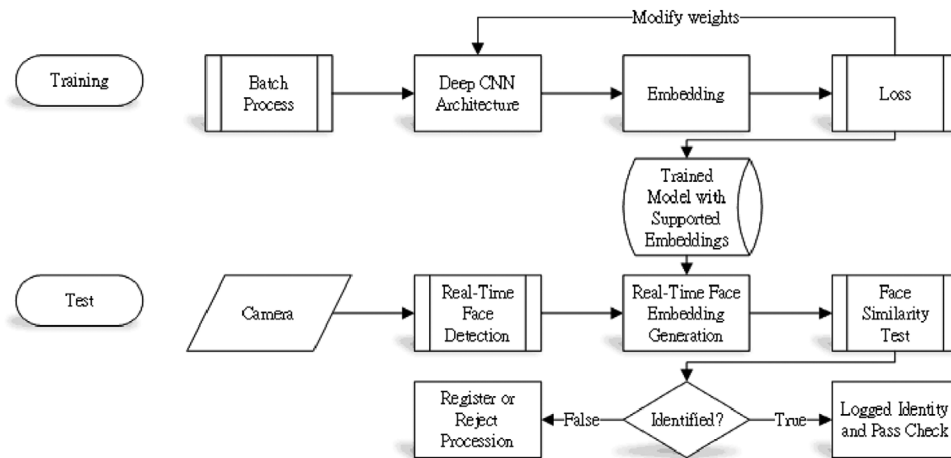 Modify weights
Training
Batch
Process
Deep CNN
Architecture
Embedding
Loss
Trained
Model with
Supported
Embeddings
Test
Camera
Real-Time
Face
Detection
Real-Time Face
Embedding
Generation
Face
Similarity
Test
Register or
Reject
Procession
False
Identified?
True
Logged Identity
and Pass Check